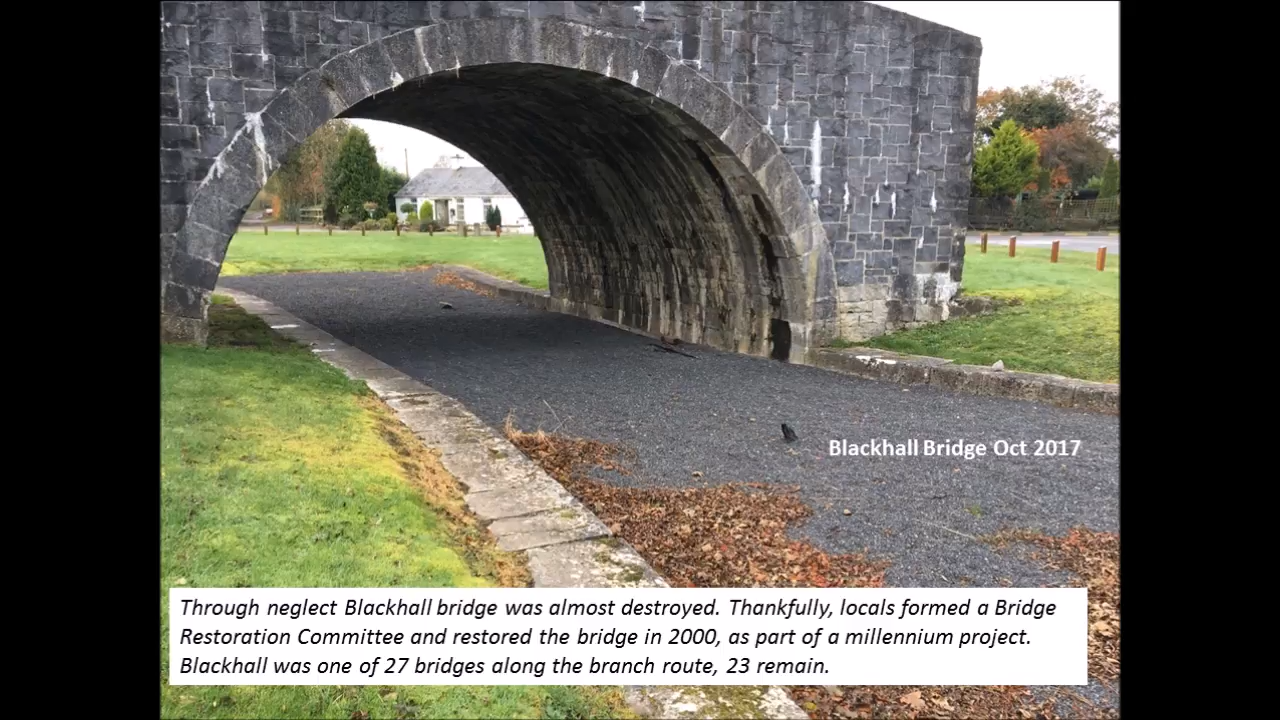 Blackhall Bridge Oct 2017
Through neglect Blackhall bridge was almost destroyed. Thankfully, locals formed a Bridge
Restoration Committee and restored the bridge in 2000, as part of a millennium project.
Blackhall was one of 27 bridges along the branch route, 23 remain.